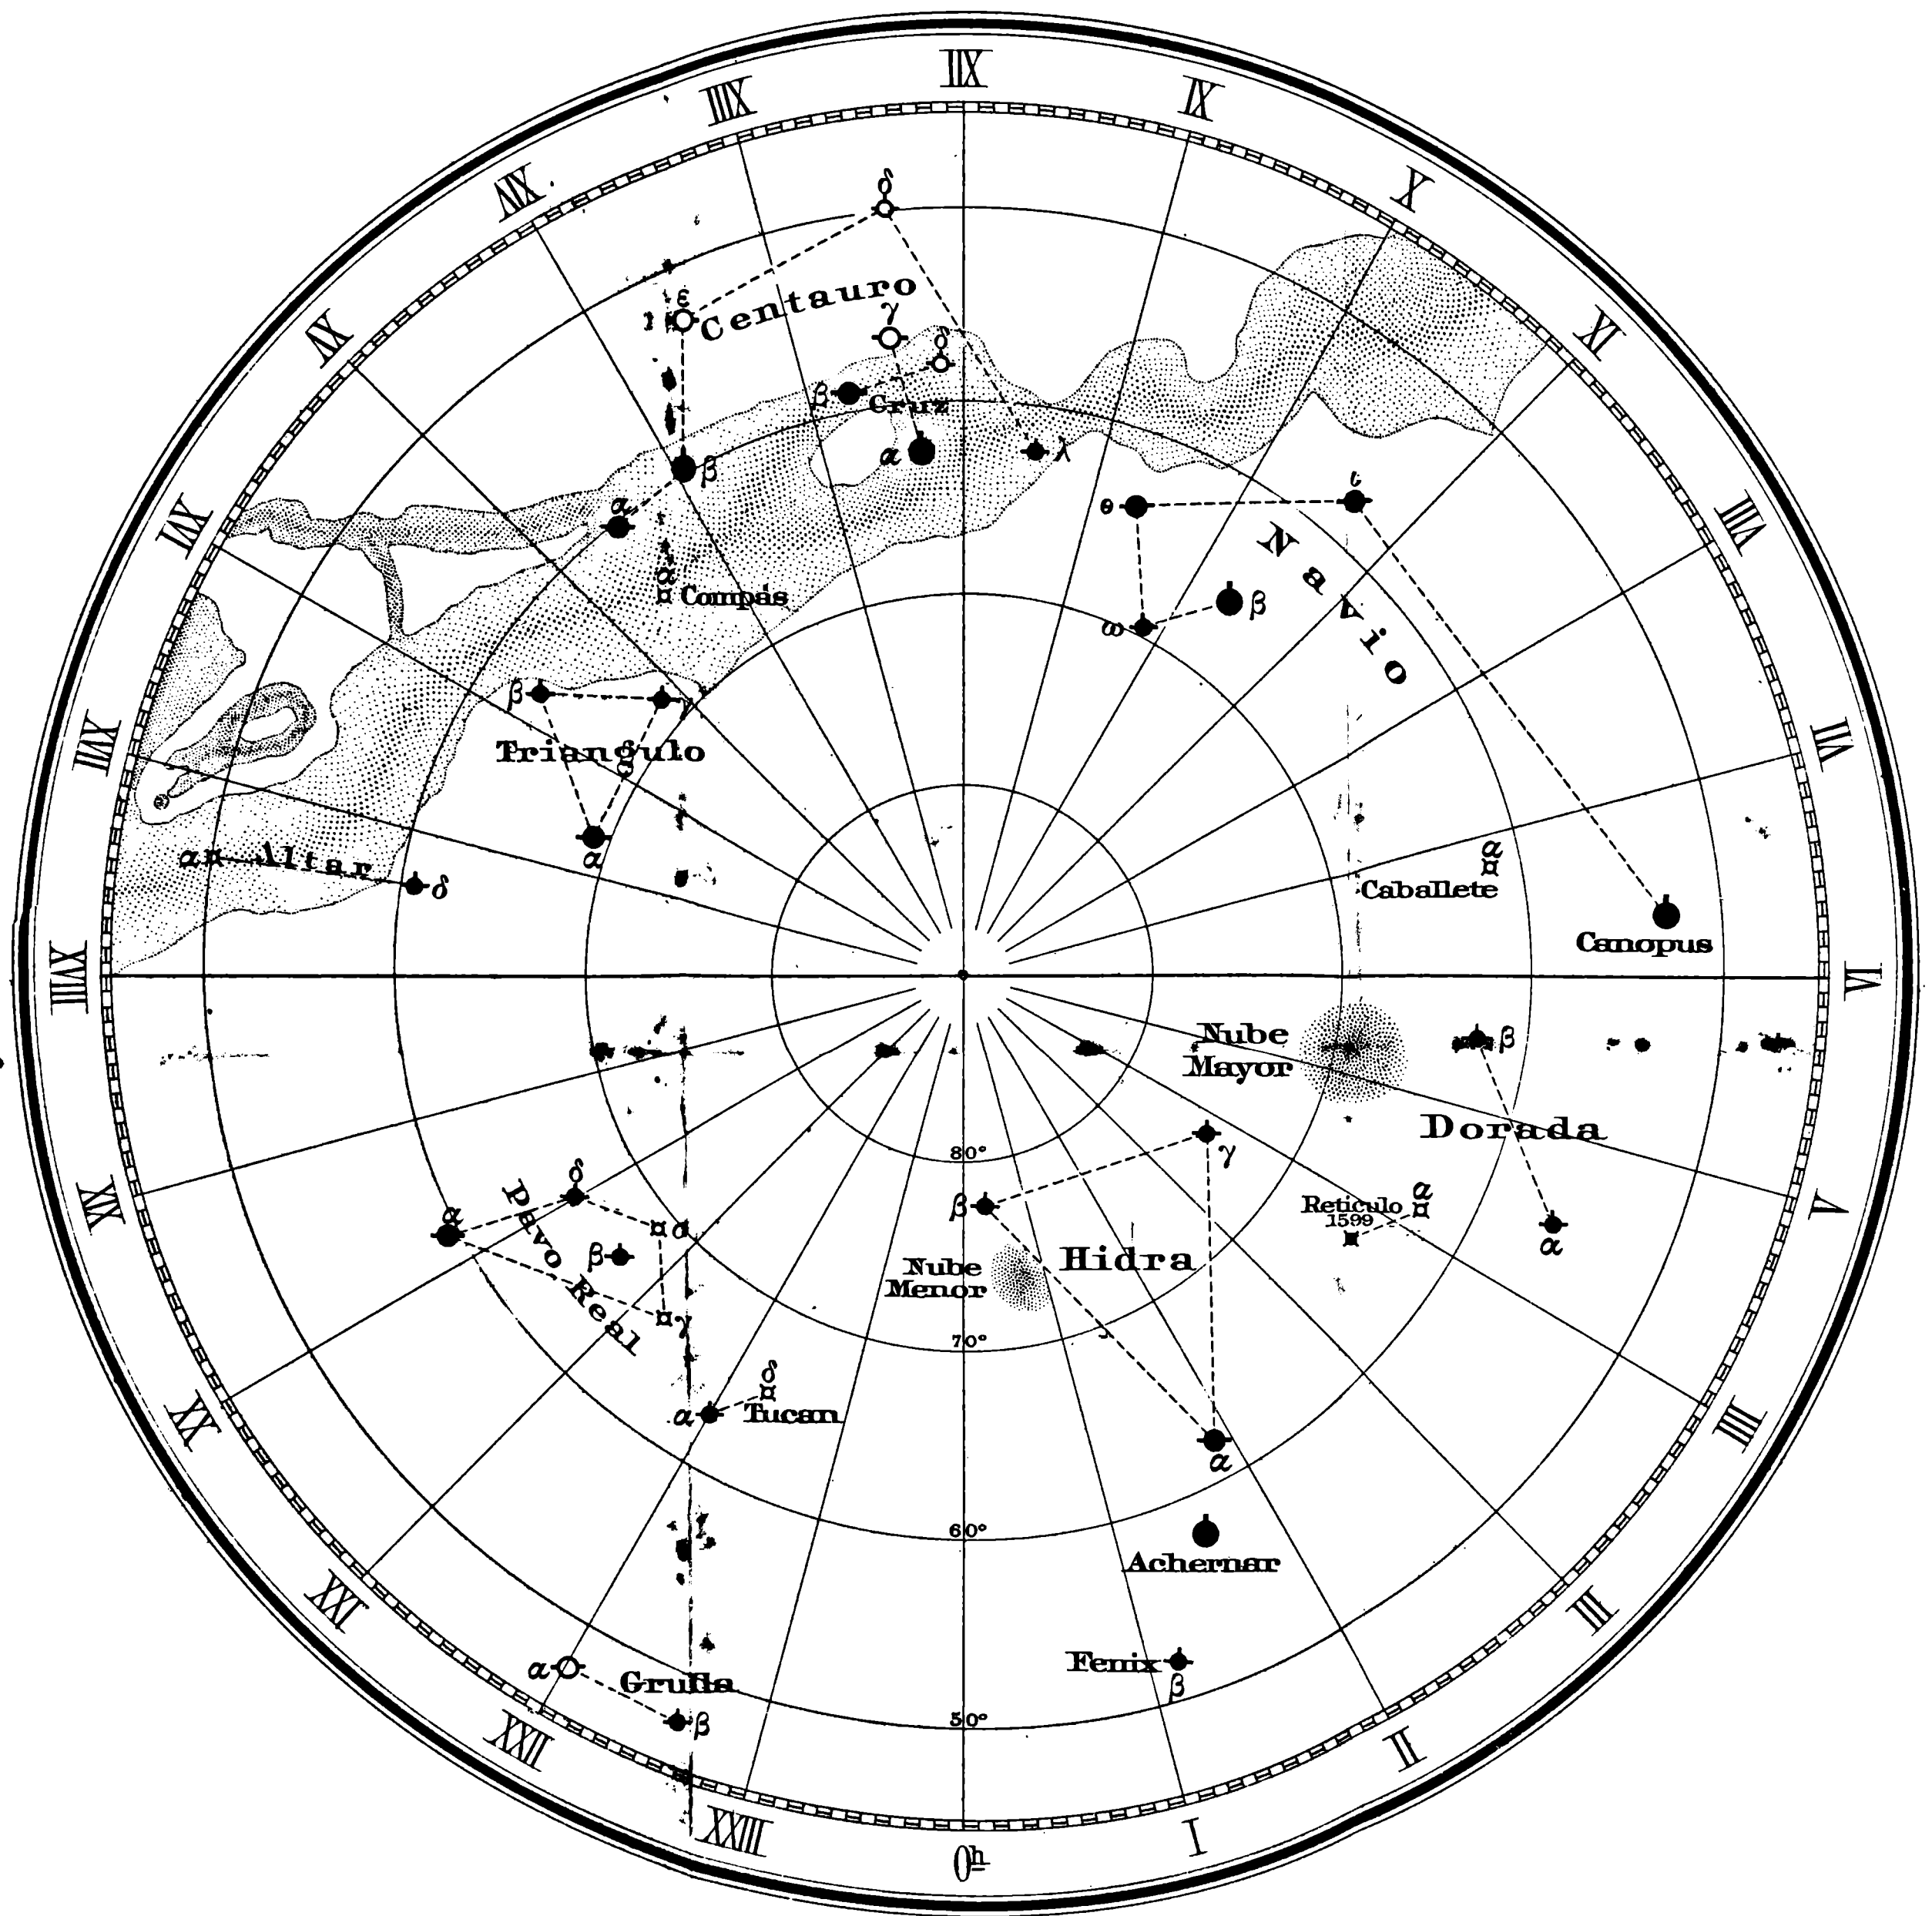 XII
XIII
XI
XIV
X
δ
ε
Centauro
γ
δ
XV
IX
β
Cruz
α
λ
β
α
ι
θ
Navio
XVI
VIII
α
Compás
ω
β
β
γ
Triangulo
XVII
VII
α
α
Altar
δ
α
Caballete
Canopus
XVIII
VI
Nube
Mayor
β
Dorada
80°
γ
δ
α
Pavo Real
σ
β
β
Reticulo
1599
α
α
XIX
V
Nube
Menor
Hidra
γ
70°
δ
α
Tucan
XX
IIII
α
60°
Achernar
XXI
III
α
Grulla
β
Fenix
β
50°
XXII
II
XXIII
I
0h